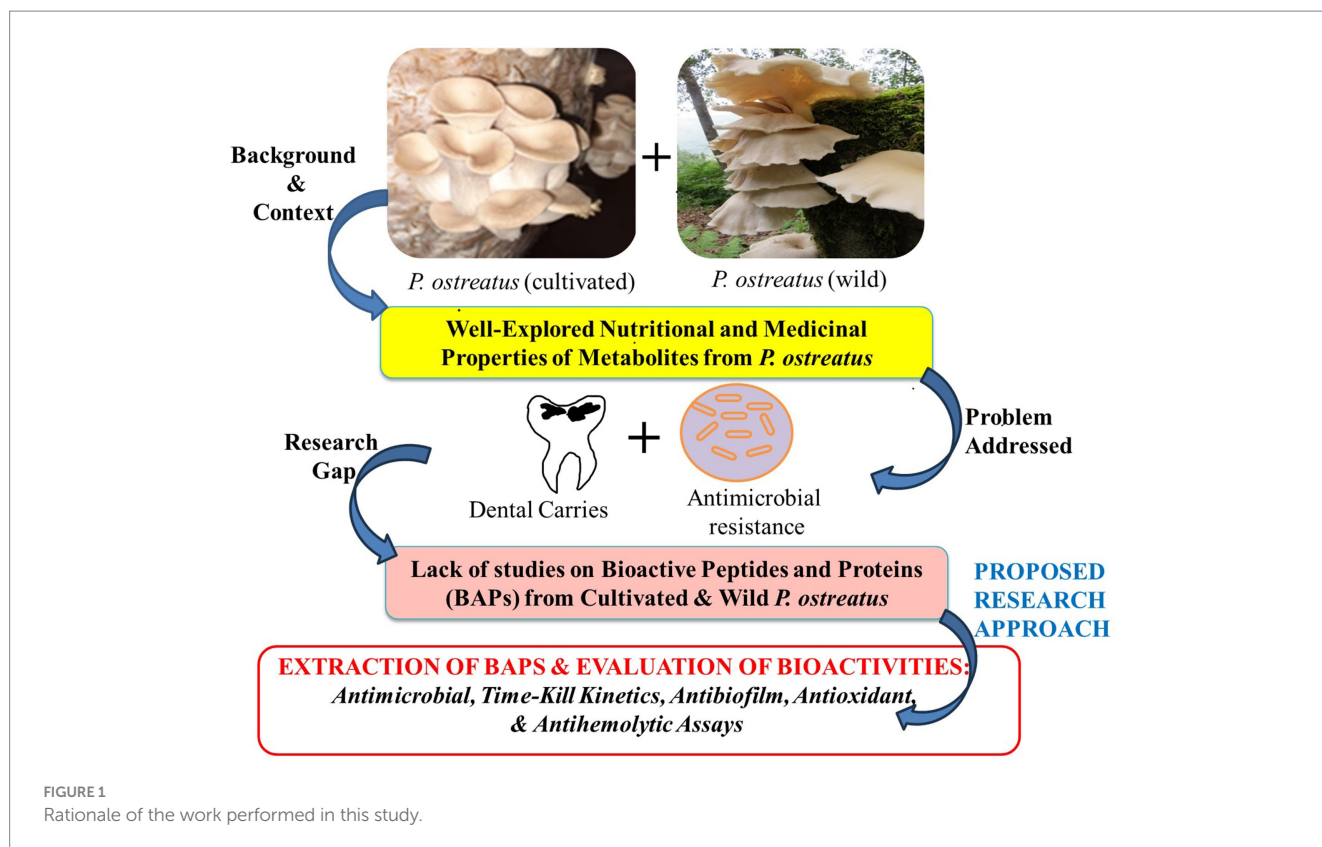 Background
&
Context
+
P. ostreatus (cultivated)
P. ostreatus (wild)
Well-Explored Nutritional and Medicinal
Properties of Metabolites from P. ostreatus
Problem
Addressed
Research
Gap
+
Dental Carries
Antimicrobial
resistance
Lack of studies on Bioactive Peptides and Proteins
(BAPs) from Cultivated & Wild P. ostreatus
PROPOSED
RESEARCH
APPROACH
EXTRACTION OF BAPS & EVALUATION OF BIOACTIVITIES:
Antimicrobial, Time-Kill Kinetics, Antibiofilm, Antioxidant,
& Antihemolytic Assays
FIGURE 1
Rationale of the work performed in this study.